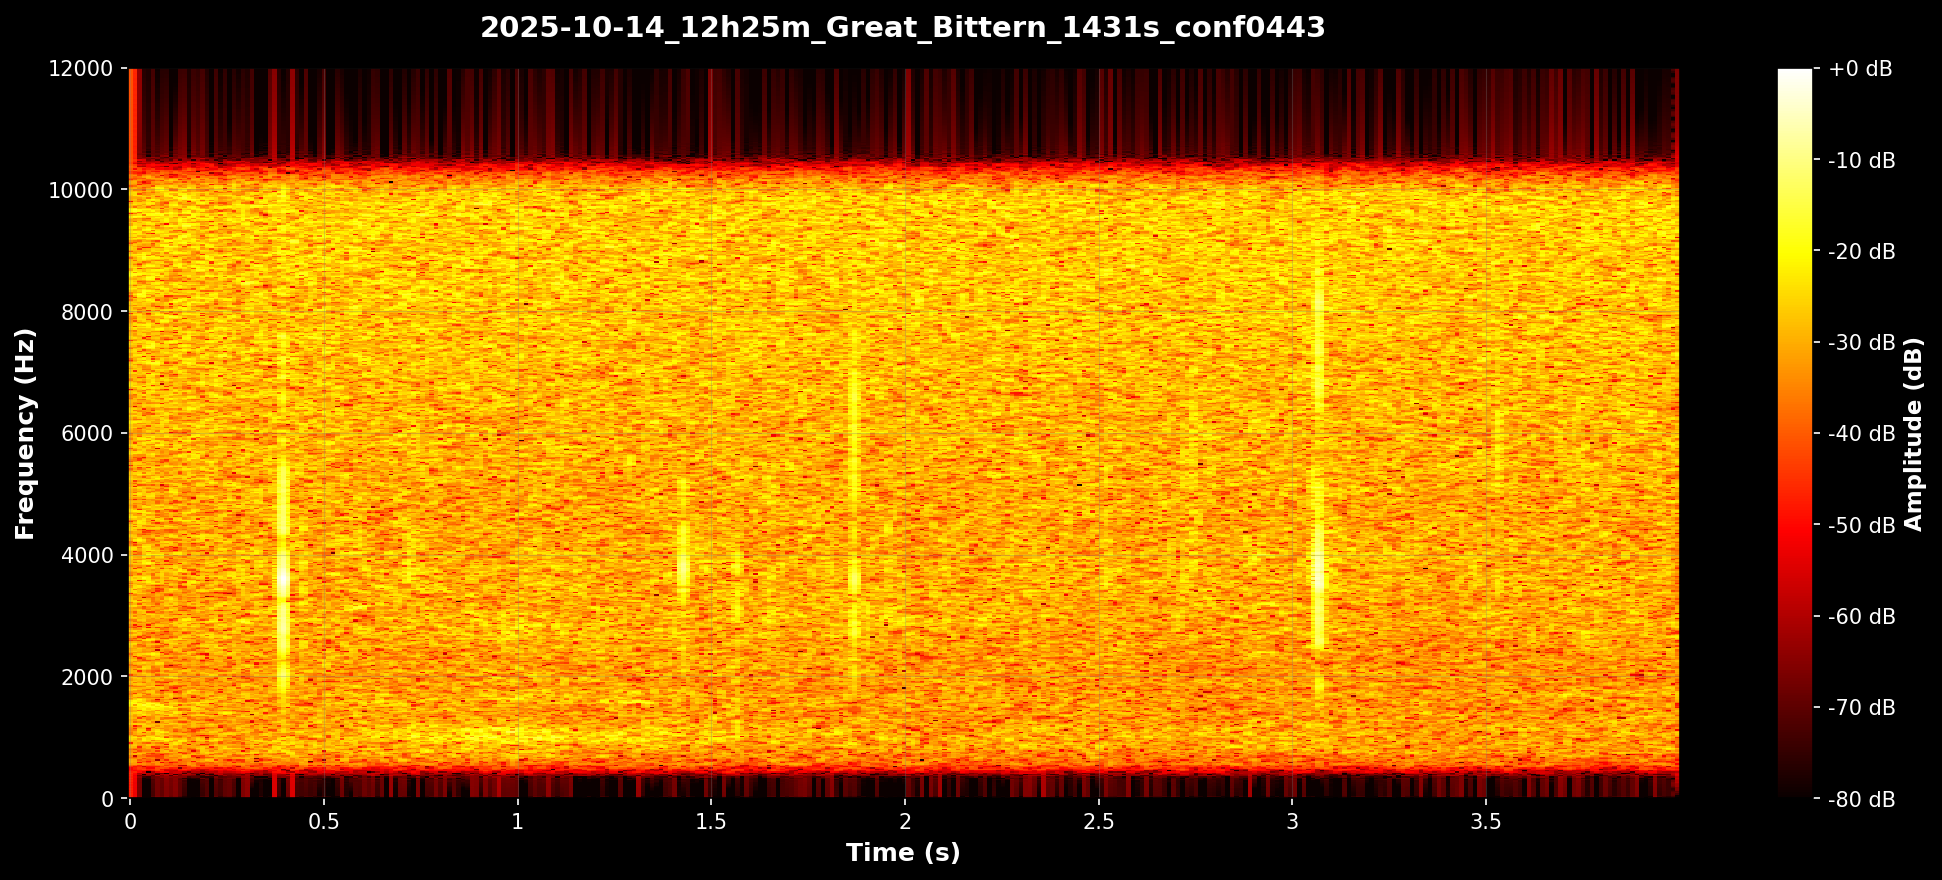 2025-10-14_12h25m_Great_Bittern_1431s_conf0443
12000
10000
8000
6000
4000
2000
0
Frequency (Hz)
0
0.5
1
1.5
2
2.5
3
3.5
Time (s)
+0 dB
-10 dB
-20 dB
-30 dB
-40 dB
-50 dB
-60 dB
-70 dB
-80 dB
Amplitude (dB)